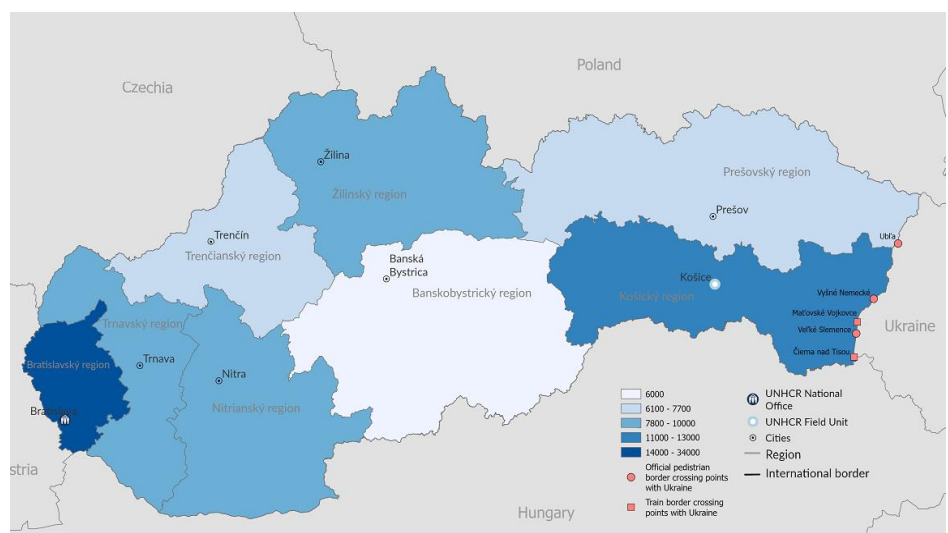 Poland
Czechia
Žilina
Prešovský region
Žilinský region
Prešov
Trenčín
Ubľa
Trenčianský region
Banská
Bystrica
Košice
Banskobystrický region
Košický region
Vyšné Nemecké
Maťovské Vojkovce
Trnavský region
Ukraine
Veľké Slemence
Čierna nad Tisou
Trnava
Bratislavský region
Nitra
Nitrianský region
Bratislava
stria
Hungary
6000
6100 - 7700
7800 - 10000
11000 - 13000
14000 - 34000
Official pedistrian
border crossing points
with Ukraine
Train border crossing
points with Ukraine
UNHCR National
Office
UNHCR Field Unit
Cities
Region
International border